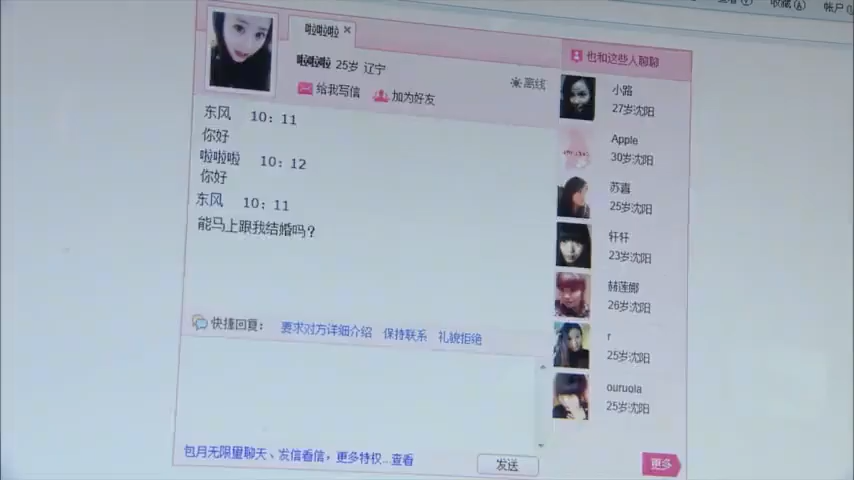 收藏(A)
帐户
啦啦啦 ×
啦啦啦 25岁 辽宁
离线
给我写信 加为好友
东风 10：11
你好
啦啦啦 10：12
你好
东风 10：11
能马上跟我结婚吗？
快捷回复： 要求对方详细介绍 保持联系 礼貌拒绝
包月无限里聊天、发信看信，更多特权...查看
发送
也和这些人聊聊
小路
27岁沈阳
Apple
30岁沈阳
苏喜
25岁沈阳
轩轩
23岁沈阳
赫莲娜
26岁沈阳
r
25岁沈阳
ouruola
25岁沈阳
更多